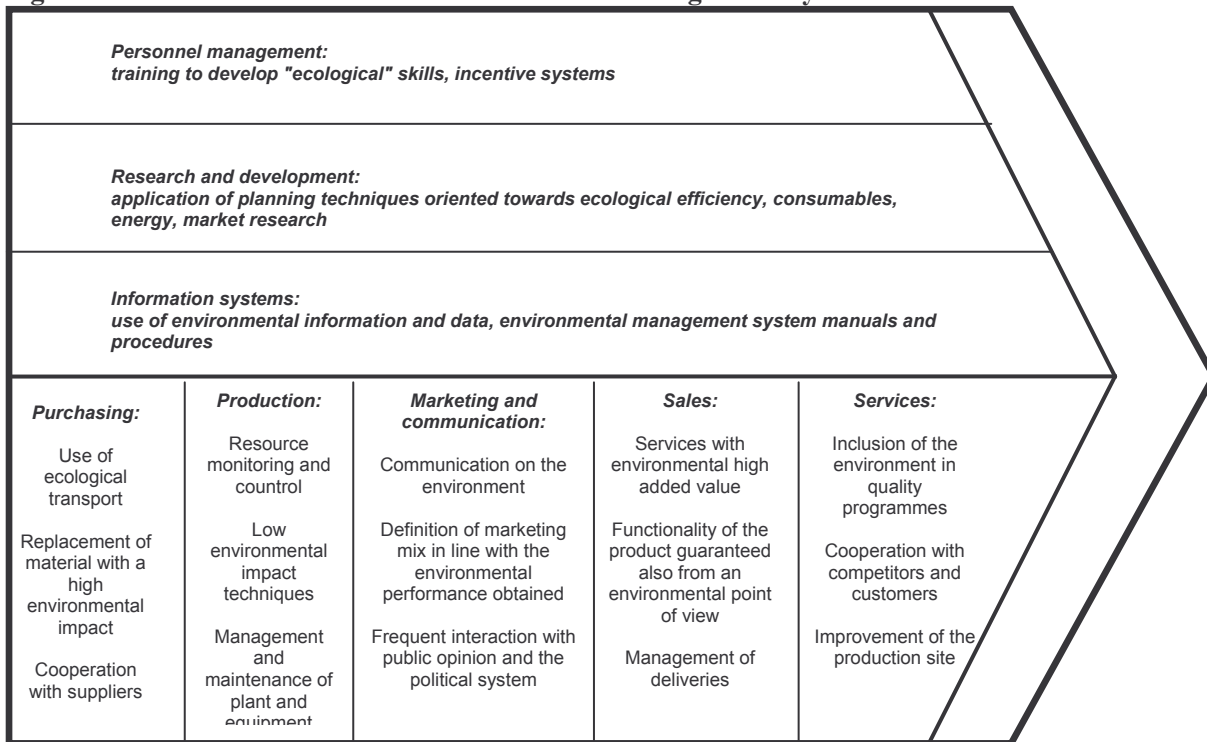 Personnel management:
training to develop "ecological" skills, incentive systems
Research and development:
application of planning techniques oriented towards ecological efficiency, consumables,
energy, market research
Information systems:
use of environmental information and data, environmental management system manuals and
procedures
Purchasing:
Use of
ecological
transport
Replacement of
material with a
high
environmental
impact
Cooperation
with suppliers
Production:
Resource
monitoring and
countrol
Low
environmental
impact
techniques
Management
and
maintenance of
plant and
equipment
Marketing and
communication:
Communication on the
environment
Definition of marketing
mix in line with the
environmental
performance obtained
Frequent interaction with
public opinion and the
political system
Sales:
Services with
environmental high
added value
Functionality of the
product guaranteed
also from an
environmental point
of view
Management of
deliveries
Services:
Inclusion of the
environment in
quality
programmes
Cooperation with
competitors and
customers
Improvement of the
production site